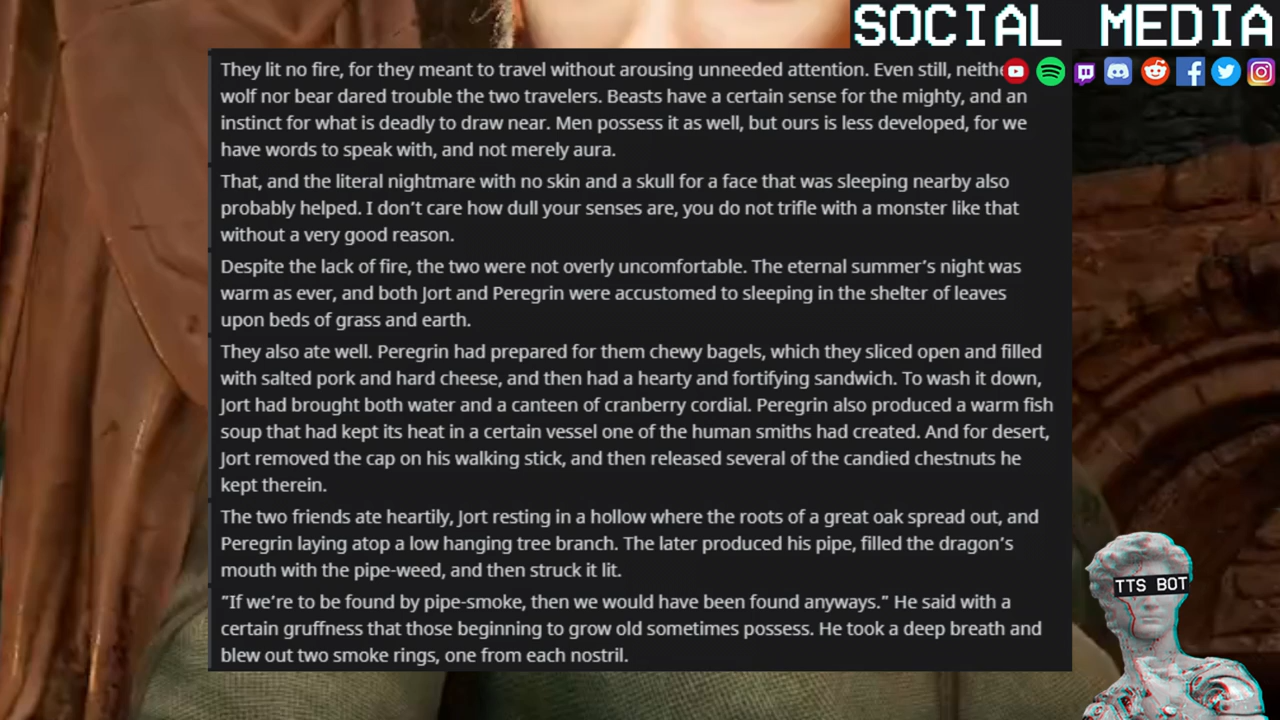 SOCIAL MEDIA
They lit no fire, for they meant to travel without arousing unneeded attention. Even still,
wolf nor bear dared trouble the two travelers. Beasts have a certain sense for the mighty, and an
instinct for what is deadly to draw near. Men possess it as well, but ours is less developed, for we
have words to speak with, and not merely aura.
That, and the literal nightmare with no skin and a skull for a face that was sleeping nearby also
probably helped. I don't care how dull your senses are, you do not trifle with a monster like that
without a very good reason.
Despite the lack of fire, the two were not overly uncomfortable. The eternal summer's night was
warm as ever, and both Jort and Peregrin were accustomed to sleeping in the shelter of leaves
upon beds of grass and earth.
They also ate well. Peregrin had prepared for them chewy bagels, which they sliced open and filled
with salted pork and hard cheese, and then had a hearty and fortifying sandwich. To wash it down,
Jort had brought both water and a canteen of cranberry cordial. Peregrin also produced a warm fish
soup that had kept its heat in a certain vessel one of the human smiths had created. And for desert,
Jort removed the cap on his walking stick, and then released several of the candied chestnuts he
kept therein.
The two friends ate heartily, Jort resting in a hollow where the roots of a great oak spread out, and
Peregrin laying atop a low hanging tree branch. The later produced his pipe, filled the dragon's
mouth with the pipe-weed, and then struck it lit.
"If we're to be found by pipe-smoke, then we would have been found anyways." He said with a
certain gruffness that those beginning to grow old sometimes possess. He took a deep breath and
blew out two smoke rings, one from each nostril.
TTS BOT